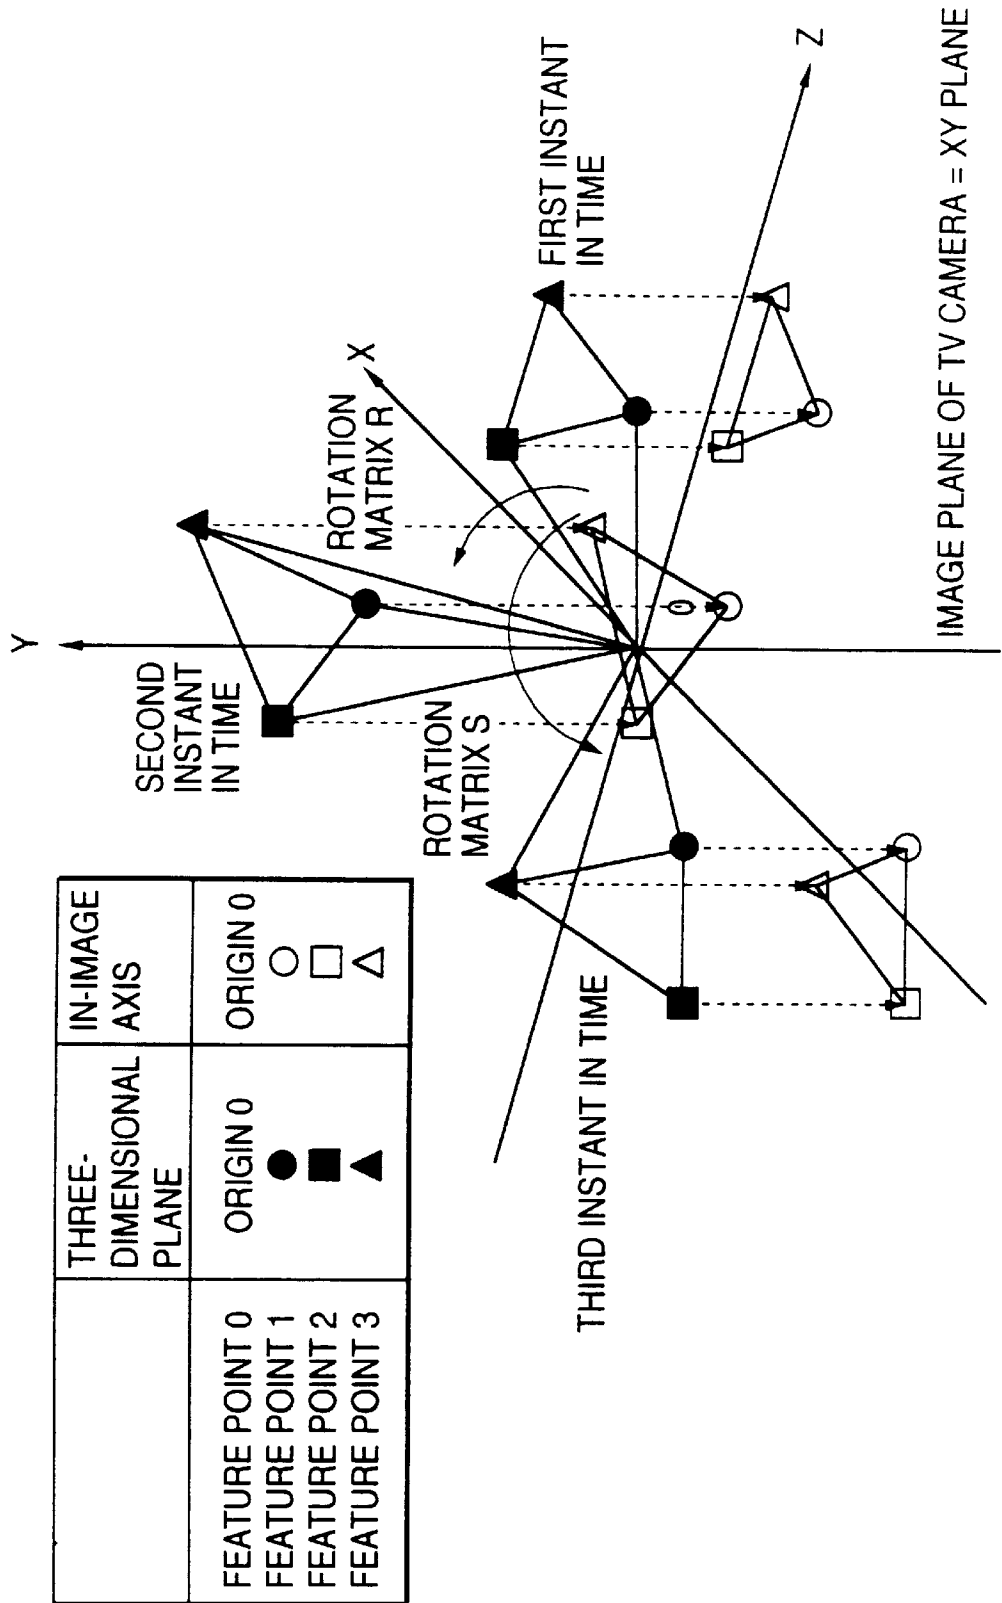 THREE-
DIMENSIONAL
PLANE
IN-IMAGE
AXIS
FEATURE POINT 0
ORIGIN 0
ORIGIN 0
FEATURE POINT 1
FEATURE POINT 2
FEATURE POINT 3
SECOND
INSTANT
IN TIME
Y
ROTATION
MATRIX R
X
ROTATION
MATRIX S
FIRST INSTANT
IN TIME
O
Z
THIRD INSTANT IN TIME
IMAGE PLANE OF TV CAMERA = XY PLANE